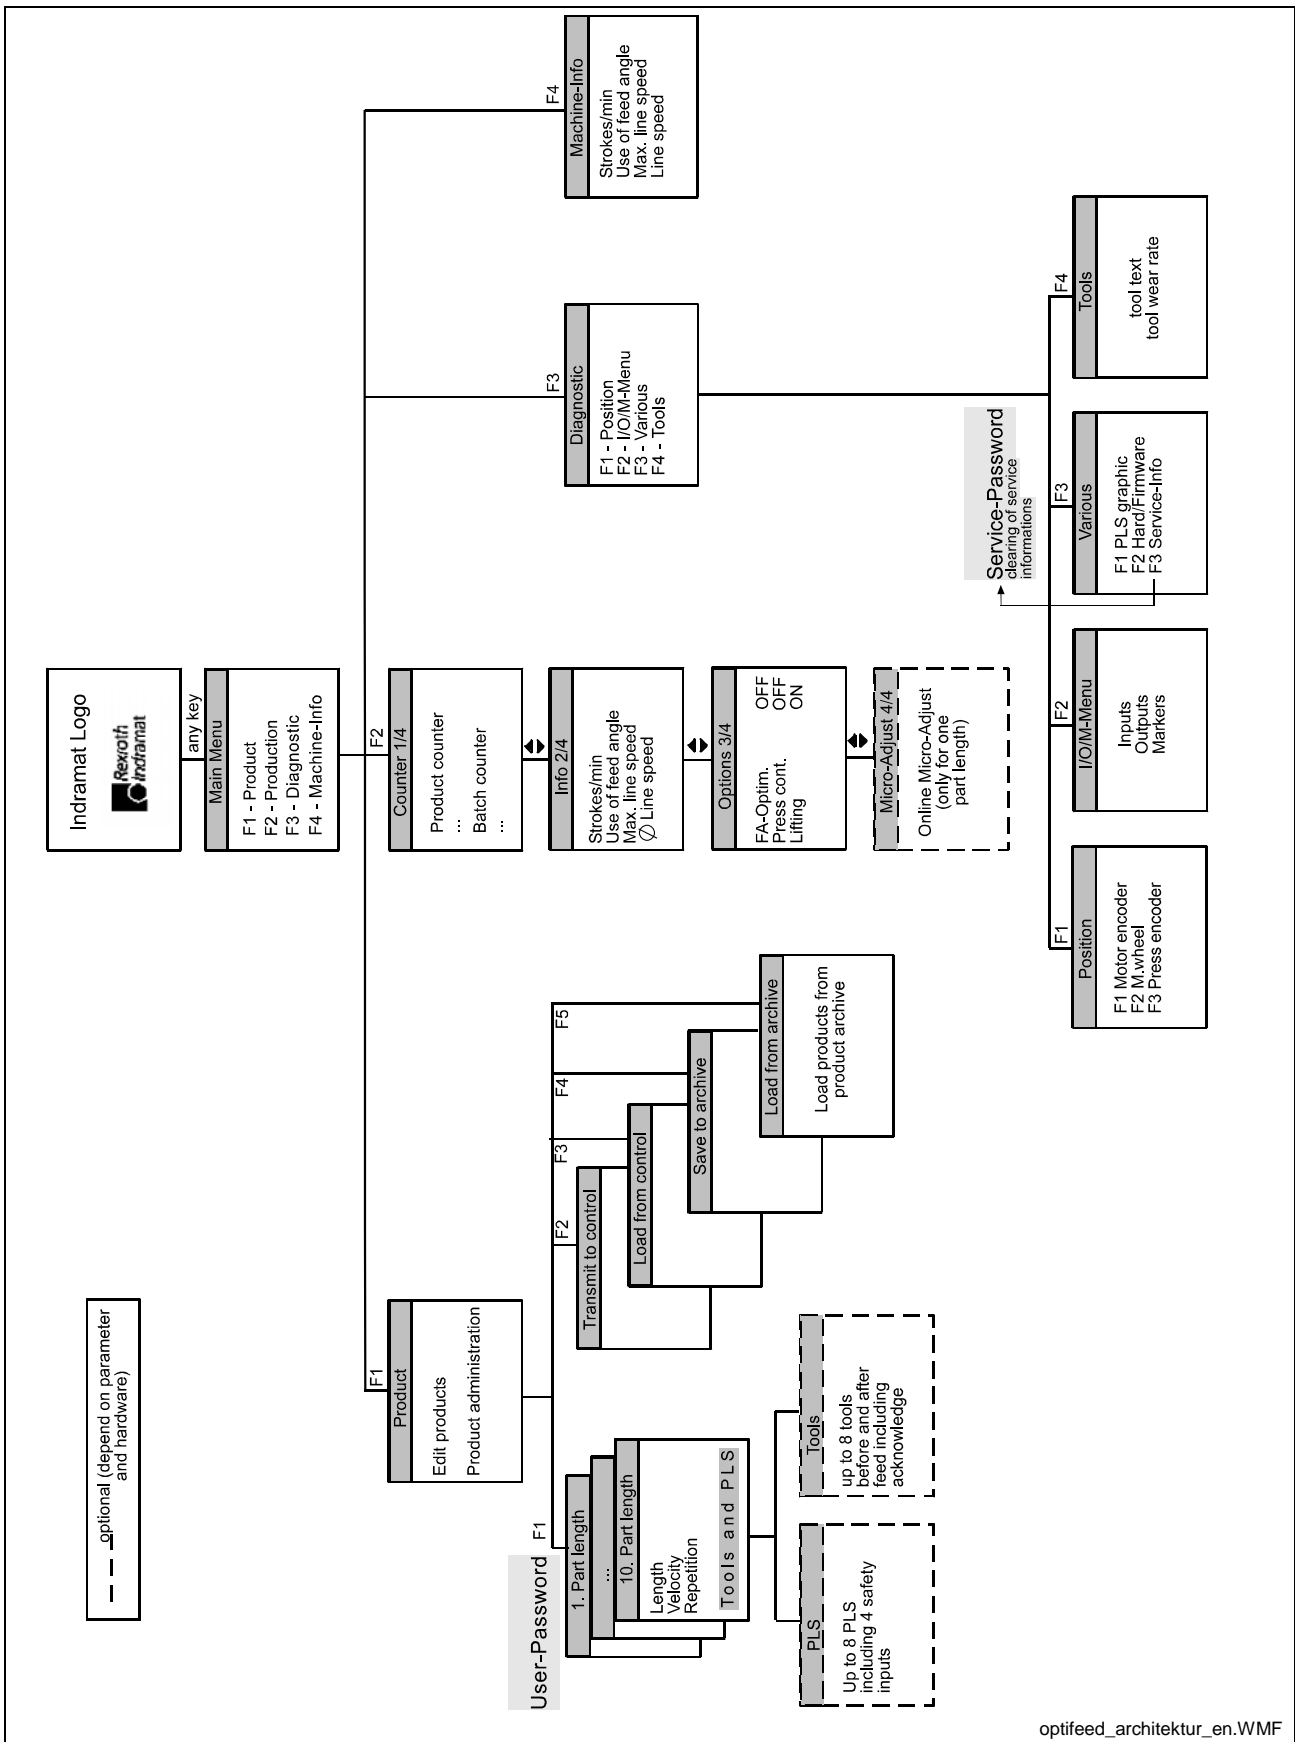 optional (depend on parameter
and hardware)
Indramat Logo
Rexroth
Indramat
any key
Main Menu
F1 - Product
F2 - Production
F3 - Diagnostic
F4 - Machine-Info
F1
Product
Edit products
Product administration
F2
Counter 1/4
Product counter
...
Batch counter
...
Info 2/4
Strokes/min
Use of feed angle
Max. line speed
∅ Line speed
Options 3/4
FA-Optim. OFF
Press cont. OFF
Lifting ON
Micro-Adjust 4/4
Online Micro-Adjust
(only for one
part length)
F3
Diagnostic
F1 - Position
F2 - I/O/M-Menu
F3 - Various
F4 - Tools
F4
Machine-Info
Strokes/min
Use of feed angle
Max. line speed
Line speed
User-Password
F1
1. Part length
...
10. Part length
Length
Velocity
Repetition
Tools and PLS
PLS
Up to 8 PLS
including 4 safety
inputs
Tools
up to 8 tools
before and after
feed including
acknowledge
F2
Transmit to control
F3
Load from control
F4
Save to archive
F5
Load from archive
Load products from
product archive
F1
Position
F1 Motor encoder
F2 M.wheel
F3 Press encoder
F2
I/O/M-Menu
Inputs
Outputs
Markers
Service-Password
clearing of service
informations
F3
Various
F1 PLS graphic
F2 Hard/Firmware
F3 Service-Info
F4
Tools
tool text
tool wear rate
optifeed_architektur_en.WMF